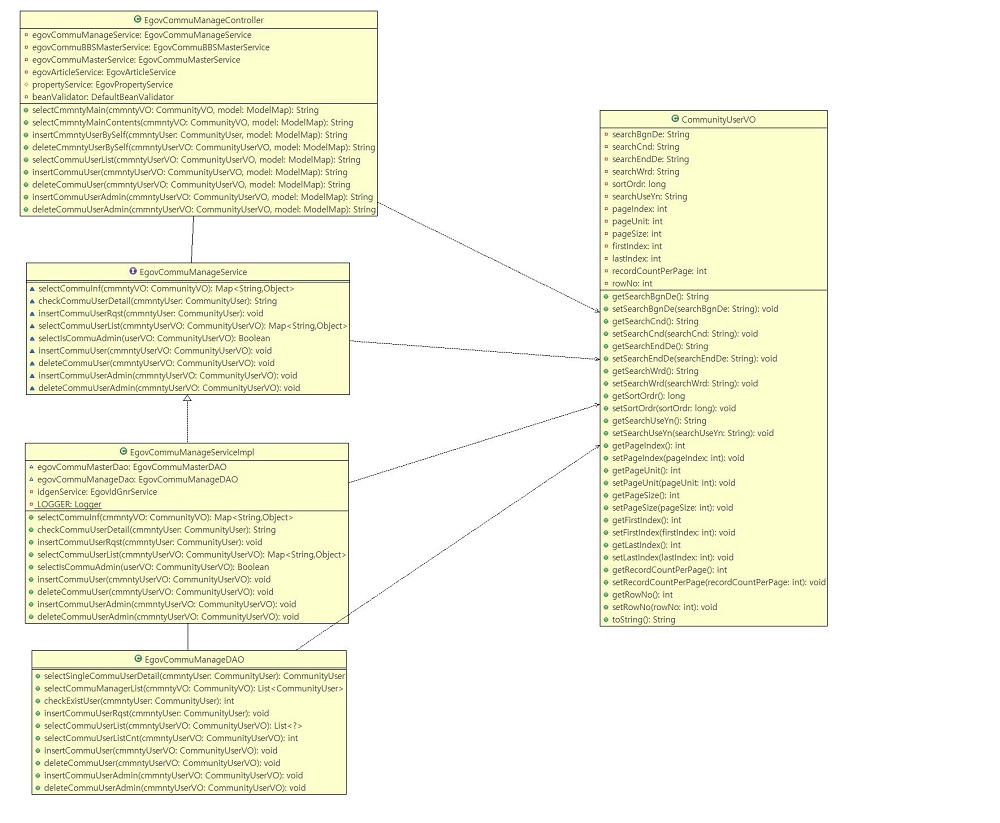 EgovCommuManageController
egovCommuManageService: EgovCommuManageService
egovCommuBBSMasterService: EgovCommuBBSMasterService
egovCommuMasterService: EgovCommuMasterService
egovArticleService: EgovArticleService
propertyService: EgovPropertyService
beanValidator: DefaultBeanValidator
selectCmmntyMain(cmmntyVO: CommunityVO, model: ModelMap): String
selectCmmntyMainContents(cmmntyVO: CommunityVO, model: ModelMap): String
insertCmmntyUserBySelf(cmmntyUser: CommunityUser, model: ModelMap): String
deleteCmmntyUserBySelf(cmmntyUser: CommunityUser, model: ModelMap): String
selectCommuUserList(cmmntyUserVO: CommunityUserVO, model: ModelMap): String
insertCommuUser(cmmntyUserVO: CommunityUserVO, model: ModelMap): String
deleteCommuUser(cmmntyUserVO: CommunityUserVO, model: ModelMap): String
insertCommuUserAdmin(cmmntyUserVO: CommunityUserVO, model: ModelMap): String
deleteCommuUserAdmin(cmmntyUserVO: CommunityUserVO, model: ModelMap): String
EgovCommuManageService
selectCommuInf(cmmntyVO: CommunityVO): Map<String,Object>
checkCommuUserDetail(cmmntyUser: CommunityUser): String
insertCommuUserRqst(cmmntyUser: CommunityUser): void
selectCommuUserList(cmmntyUserVO: CommunityUserVO): Map<String,Object>
selectIsCommuAdmin(userVO: CommunityUserVO): Boolean
insertCommuUser(cmmntyUserVO: CommunityUserVO): void
deleteCommuUser(cmmntyUserVO: CommunityUserVO): void
insertCommuUserAdmin(cmmntyUserVO: CommunityUserVO): void
deleteCommuUserAdmin(cmmntyUserVO: CommunityUserVO): void
EgovCommuManageServiceImpl
egovCommuMasterDao: EgovCommuMasterDAO
egovCommuManageDao: EgovCommuManageDAO
idgenService: EgovIdGnrService
LOGGER: Logger
selectCommuInf(cmmntyVO: CommunityVO): Map<String,Object>
checkCommuUserDetail(cmmntyUser: CommunityUser): String
insertCommuUserRqst(cmmntyUser: CommunityUser): void
selectCommuUserList(cmmntyUserVO: CommunityUserVO): Map<String,Object>
selectIsCommuAdmin(userVO: CommunityUserVO): Boolean
insertCommuUser(cmmntyUserVO: CommunityUserVO): void
deleteCommuUser(cmmntyUserVO: CommunityUserVO): void
insertCommuUserAdmin(cmmntyUserVO: CommunityUserVO): void
deleteCommuUserAdmin(cmmntyUserVO: CommunityUserVO): void
EgovCommuManageDAO
selectSingleCommuUserDetail(cmmntyUser: CommunityUser): CommunityUser
selectCommuManagerList(cmmntyVO: CommunityVO): List<CommunityUser>
checkExistUser(cmmntyUser: CommunityUser): int
insertCommuUserRqst(cmmntyUser: CommunityUser): void
selectCommuUserList(cmmntyUserVO: CommunityUserVO): List<?>
selectCommuUserListCnt(cmmntyUserVO: CommunityUserVO): int
insertCommuUser(cmmntyUserVO: CommunityUserVO): void
deleteCommuUser(cmmntyUserVO: CommunityUserVO): void
insertCommuUserAdmin(cmmntyUserVO: CommunityUserVO): void
deleteCommuUserAdmin(cmmntyUserVO: CommunityUserVO): void
CommunityUserVO
searchBgnDe: String
searchCnd: String
searchEndDe: String
searchWrd: String
sortOrdr: long
searchUseYn: String
pageIndex: int
pageUnit: int
pageSize: int
firstIndex: int
lastIndex: int
recordCountPerPage: int
rowNo: int
getSearchBgnDe(): String
setSearchBgnDe(searchBgnDe: String): void
getSearchCnd(): String
setSearchCnd(searchCnd: String): void
getSearchEndDe(): String
setSearchEndDe(searchEndDe: String): void
getSearchWrd(): String
setSearchWrd(searchWrd: String): void
getSortOrdr(): long
setSortOrdr(sortOrdr: long): void
getSearchUseYn(): String
setSearchUseYn(searchUseYn: String): void
getPageIndex(): int
setPageIndex(pageIndex: int): void
getPageUnit(): int
setPageUnit(pageUnit: int): void
getPageSize(): int
setPageSize(pageSize: int): void
getFirstIndex(): int
setFirstIndex(firstIndex: int): void
getLastIndex(): int
setLastIndex(lastIndex: int): void
getRecordCountPerPage(): int
setRecordCountPerPage(recordCountPerPage: int): void
getRowNo(): int
setRowNo(rowNo: int): void
toString(): String